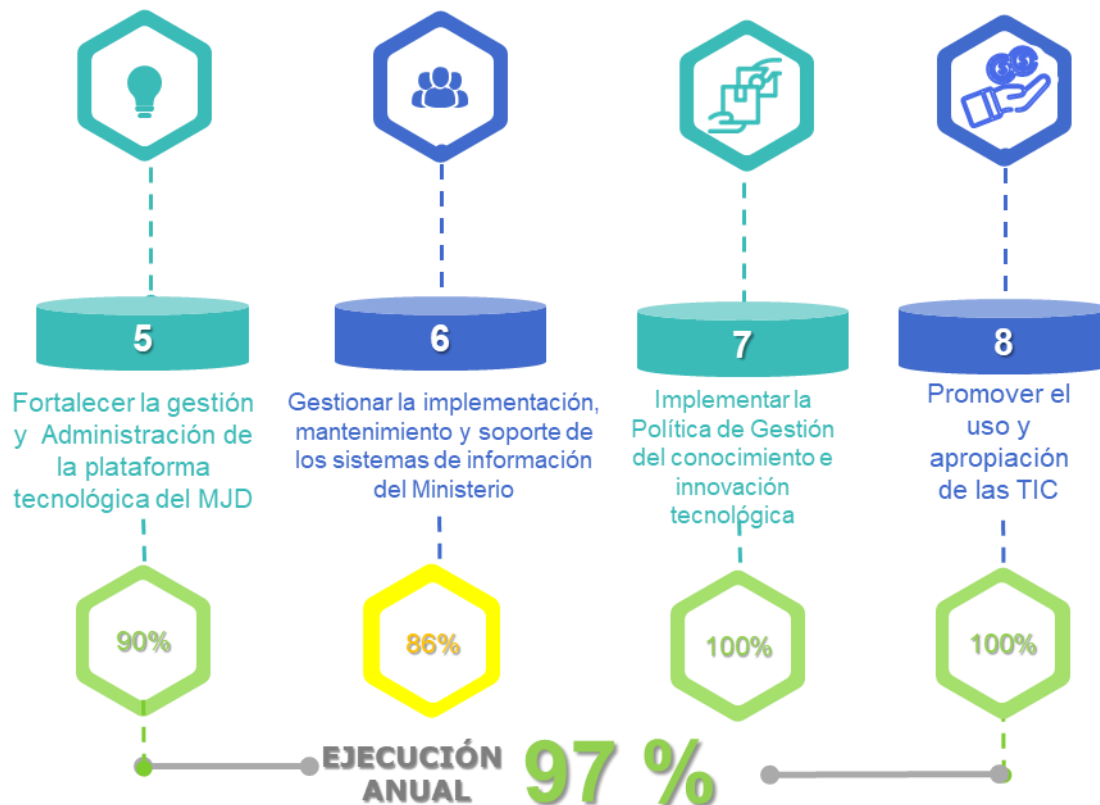 5
Fortalecer la gestión
y Administración de
la plataforma
tecnológica del MJD
90%
6
Gestionar la implementación,
mantenimiento y soporte de
los sistemas de información
del Ministerio
86%
7
Implementar la
Política de Gestión
del conocimiento e
innovación
tecnológica
100%
8
Promover el
uso y
apropiación
de las TIC
100%
EJECUCIÓN
ANUAL
97 %